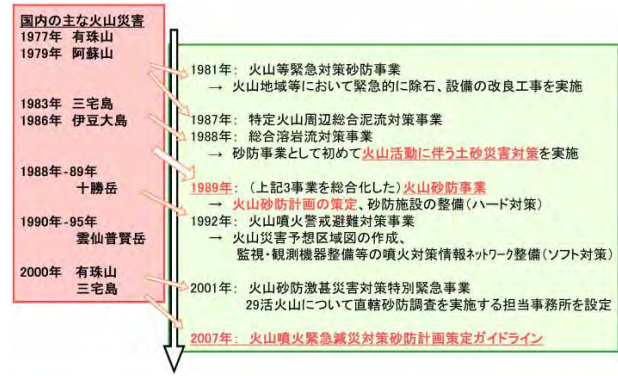 国内の主な火山災害
1977年 有珠山
1979年 阿蘇山
1983年 三宅島
1986年 伊豆大島
1988年-89年
十勝岳
1990年-95年
雲仙普賢岳
2000年 有珠山
三宅島
1981年: 火山等緊急対策砂防事業
→ 火山地域等において緊急的に除石、設備の改良工事を実施
1987年: 特定火山周辺総合泥流対策事業
1988年: 総合溶岩流対策事業
→ 砂防事業として初めて火山活動に伴う土砂災害対策を実施
1989年: (上記3事業を総合化した)火山砂防事業
→ 火山砂防計画の策定、砂防施設の整備(ハード対策)
1992年: 火山噴火警戒避難対策事業
→ 火山災害予想区域図の作成、
監視・観測機器整備等の噴火対策情報ネットワーク整備(ソフト対策)
2001年: 火山砂防激甚災害対策特別緊急事業
29活火山について直轄砂防調査を実施する担当事務所を設定
2007年: 火山噴火緊急減災対策砂防計画策定ガイドライン